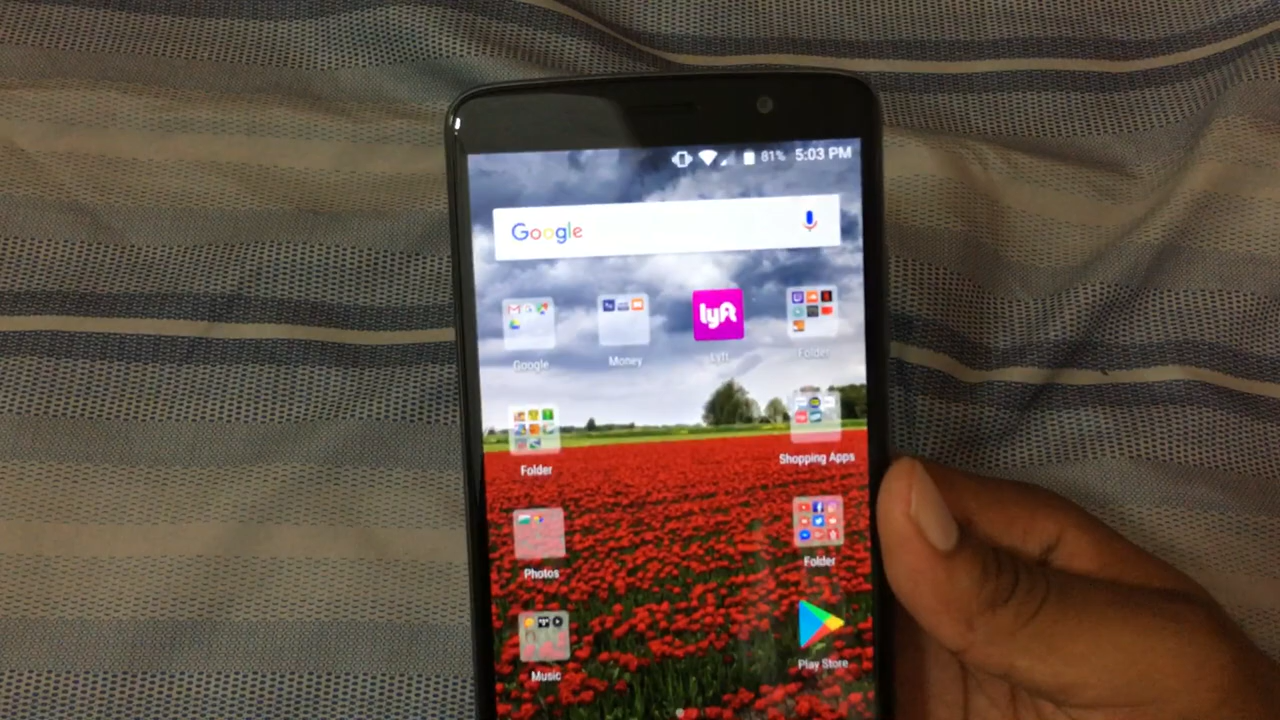 81% 5:03 PM
Google
lyft
Google Money Lyft Folder
Folder Shopping Apps
Photos Folder
Music Play Store